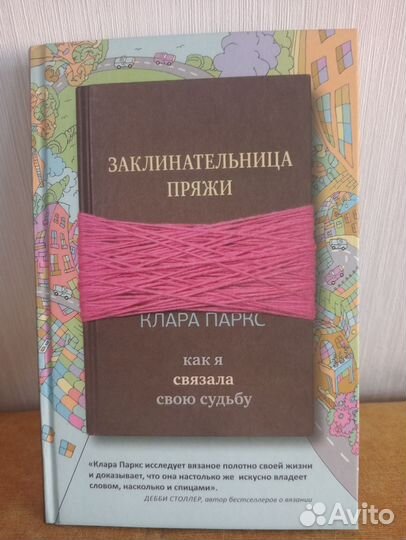 ЗАКЛИНАТЕЛЬНИЦА
ПРЯЖИ
КЛАРА ПАРКС
как я
связала
свою судьбу
«Клара Паркс исследует вязаное полотно своей жизни
и доказывает, что она настолько же искусно владеет
словом, насколько и спицами».
ДЕББИ СТОЛЛЕР, автор бестселлеров о вязании
Avito